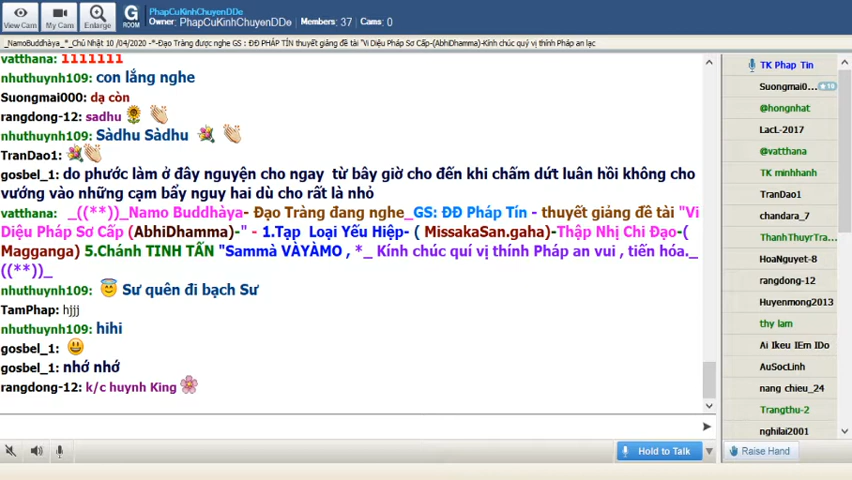 View Cam
My Cam
Enlarge
G
ROOM
PhapCuKinhChuyenDDe
Owner: PhapCuKinhChuyenDDe Members: 37 Cams: 0
_NamoBuddhàya_*_Chủ Nhật 10 /04/2020 -*-Đạo Tràng được nghe GS : ĐĐ PHÁP TÍN thuyết giảng đề tài "Vi Diệu Pháp Sơ Cấp-(AbhiDhamma)-Kính chúc quý vị thính Pháp an lạc
vatthana: 1111111
nhuthuynh109: con lắng nghe
Suongmai000: dạ còn
rangdong-12: sadhu
nhuthuynh109: Sàdhu Sàdhu
TranDao1:
gosbel_1: do phước làm ở đây nguyện cho ngay từ bây giờ cho đến khi chấm dứt luân hồi không cho
vướng vào những cạm bẩy nguy hai dù cho rất là nhỏ
vatthana: _((**))_Namo Buddhàya- Đạo Tràng đang nghe_GS: ĐĐ Pháp Tín - thuyết giảng đề tài "Vi
Diệu Pháp Sơ Cấp (AbhiDhamma)-" - 1.Tạp Loại Yếu Hiệp- ( MissakaSan.gaha)-Thập Nhị Chi Đạo-(
Magganga) 5.Chánh TINH TẤN "Sammà VÀYÀMO , *_ Kính chúc quí vị thính Pháp an vui , tiến hóa._
((**))_
nhuthuynh109: Sư quên đi bạch Sư
TamPhap: hjjj
nhuthuynh109: hihi
gosbel_1:
gosbel_1: nhớ nhớ
rangdong-12: k/c huynh King
Hold to Talk
TK Phap Tin
Suongmai0... ★10
@hongnhat
LacL-2017
@vatthana
TK minhhanh
TranDao1
chandara_7
ThanhThuyrTra...
HoaNguyet-8
rangdong-12
Huyenmong2013
thy lam
Ai Ikeu IEm IDo
AuSocLinh
nang chieu_24
Trangthu-2
nghilai2001
Raise Hand